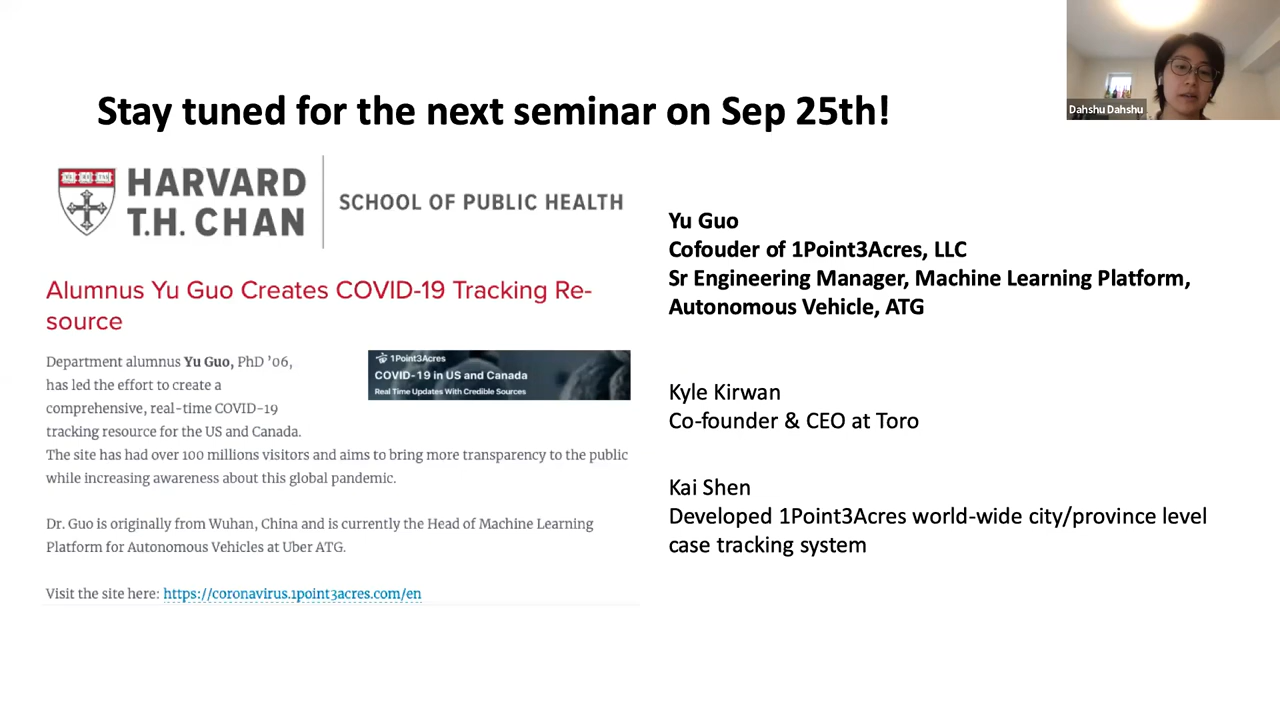 Stay tuned for the next seminar on Sep 25th!
Dahshu Dahshu
HARVARD
T.H. CHAN
SCHOOL OF PUBLIC HEALTH
Alumnus Yu Guo Creates COVID-19 Tracking Re-
source
Department alumnus Yu Guo, PhD ’06,
has led the effort to create a
comprehensive, real-time COVID-19
tracking resource for the US and Canada.
The site has had over 100 millions visitors and aims to bring more transparency to the public
while increasing awareness about this global pandemic.
1Point3Acres
COVID-19 in US and Canada
Real Time Updates With Credible Sources
Dr. Guo is originally from Wuhan, China and is currently the Head of Machine Learning
Platform for Autonomous Vehicles at Uber ATG.
Visit the site here: https://coronavirus.1point3acres.com/en
Yu Guo
Cofouder of 1Point3Acres, LLC
Sr Engineering Manager, Machine Learning Platform,
Autonomous Vehicle, ATG
Kyle Kirwan
Co-founder & CEO at Toro
Kai Shen
Developed 1Point3Acres world-wide city/province level
case tracking system